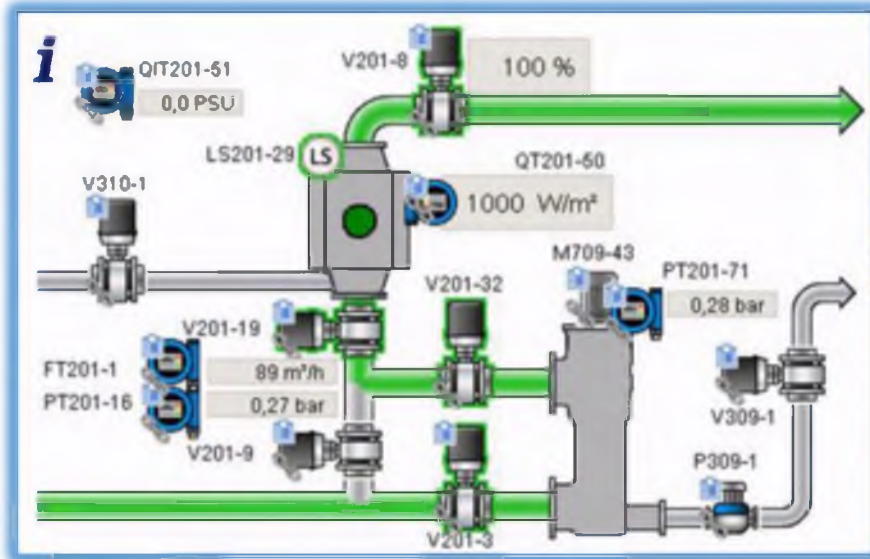 i
QIT201-51
0,0 PSU
V201-8
100 %
LS201-29
LS
QT201-50
1000 W/m²
V310-1
M709-43
PT201-71
0,28 bar
V201-32
V201-19
FT201-1
89 m³/h
PT201-16
0,27 bar
V201-9
V309-1
P309-1
V201-3